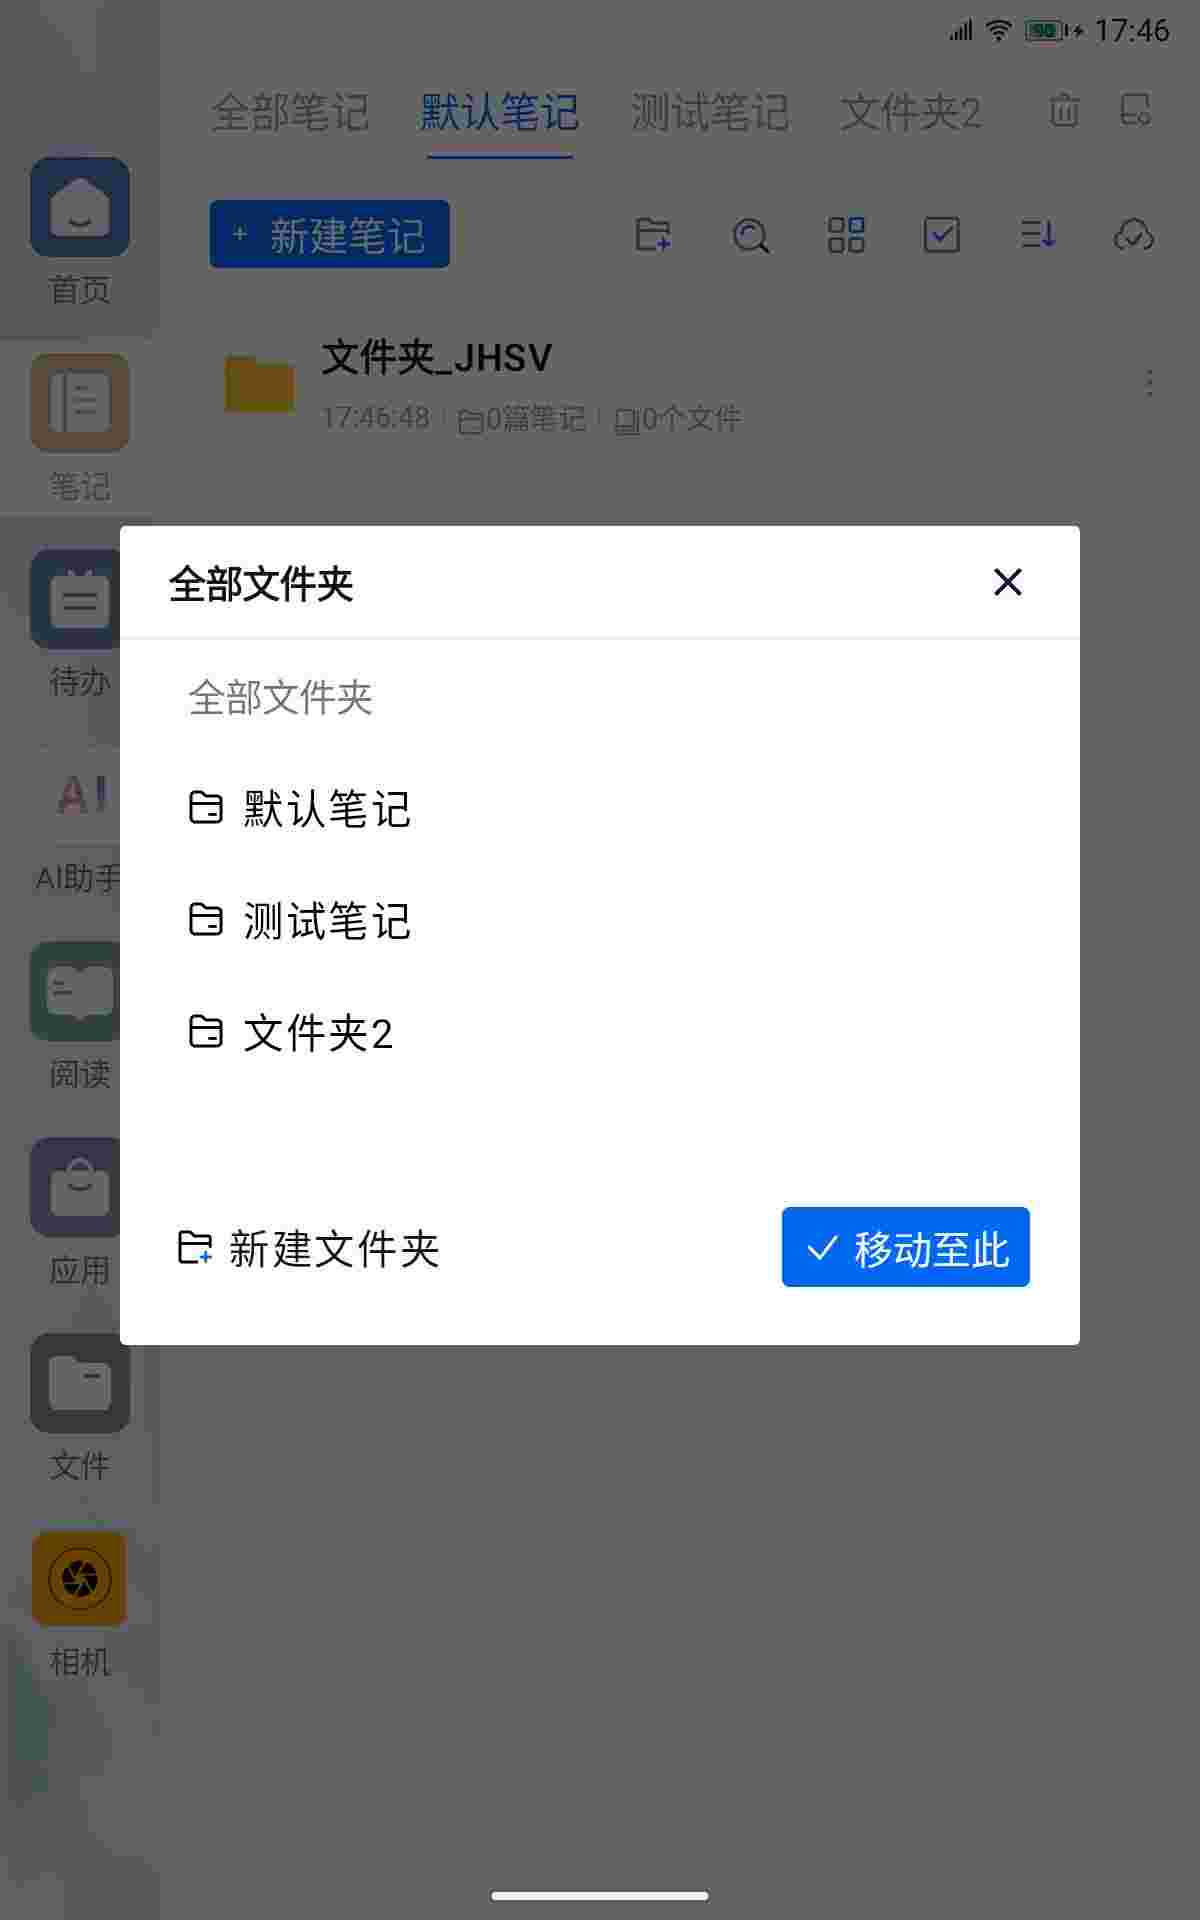 90 17:46
全部笔记 默认笔记 测试笔记 文件夹2
+ 新建笔记
首页
文件夹_JHSV
17:46:48 0篇笔记 0个文件
笔记
全部文件夹
全部文件夹
待办
默认笔记
AI
AI助手
测试笔记
文件夹2
阅读
新建文件夹 移动至此
应用
文件
相机